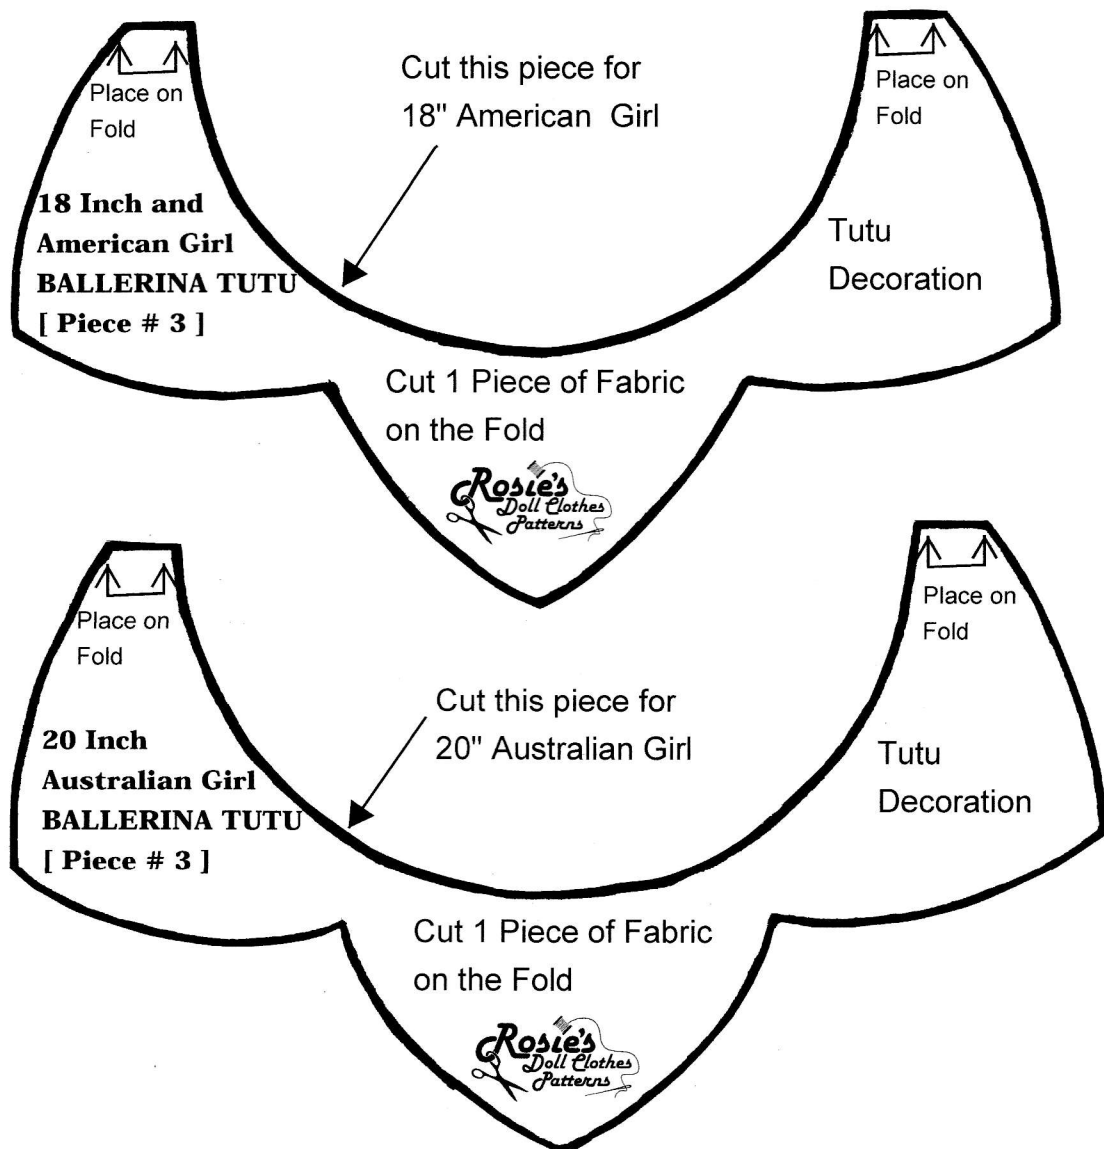 Cut this piece for
18" American Girl
Place on
Fold
Place on
Fold
18 Inch and
American Girl
BALLERINA TUTU
[ Piece # 3 ]
Tutu
Decoration
Cut 1 Piece of Fabric
on the Fold
Rosie's
Doll Clothes
Patterns
Place on
Fold
Place on
Fold
Cut this piece for
20" Australian Girl
20 Inch
Australian Girl
BALLERINA TUTU
[ Piece # 3 ]
Tutu
Decoration
Cut 1 Piece of Fabric
on the Fold
Rosie's
Doll Clothes
Patterns